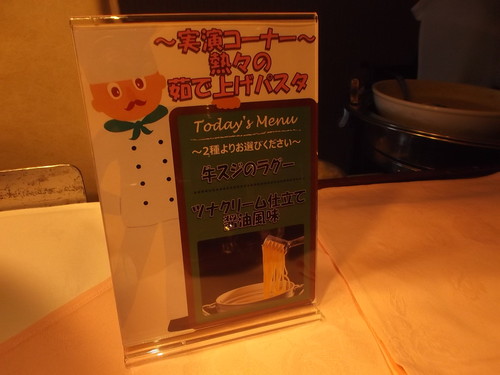 ～実演コーナー～
熱々の
茹で上げパスタ
Today's Menu
～2種よりお選びください～
牛スジのラグー
ツナクリーム仕立て
醤油風味